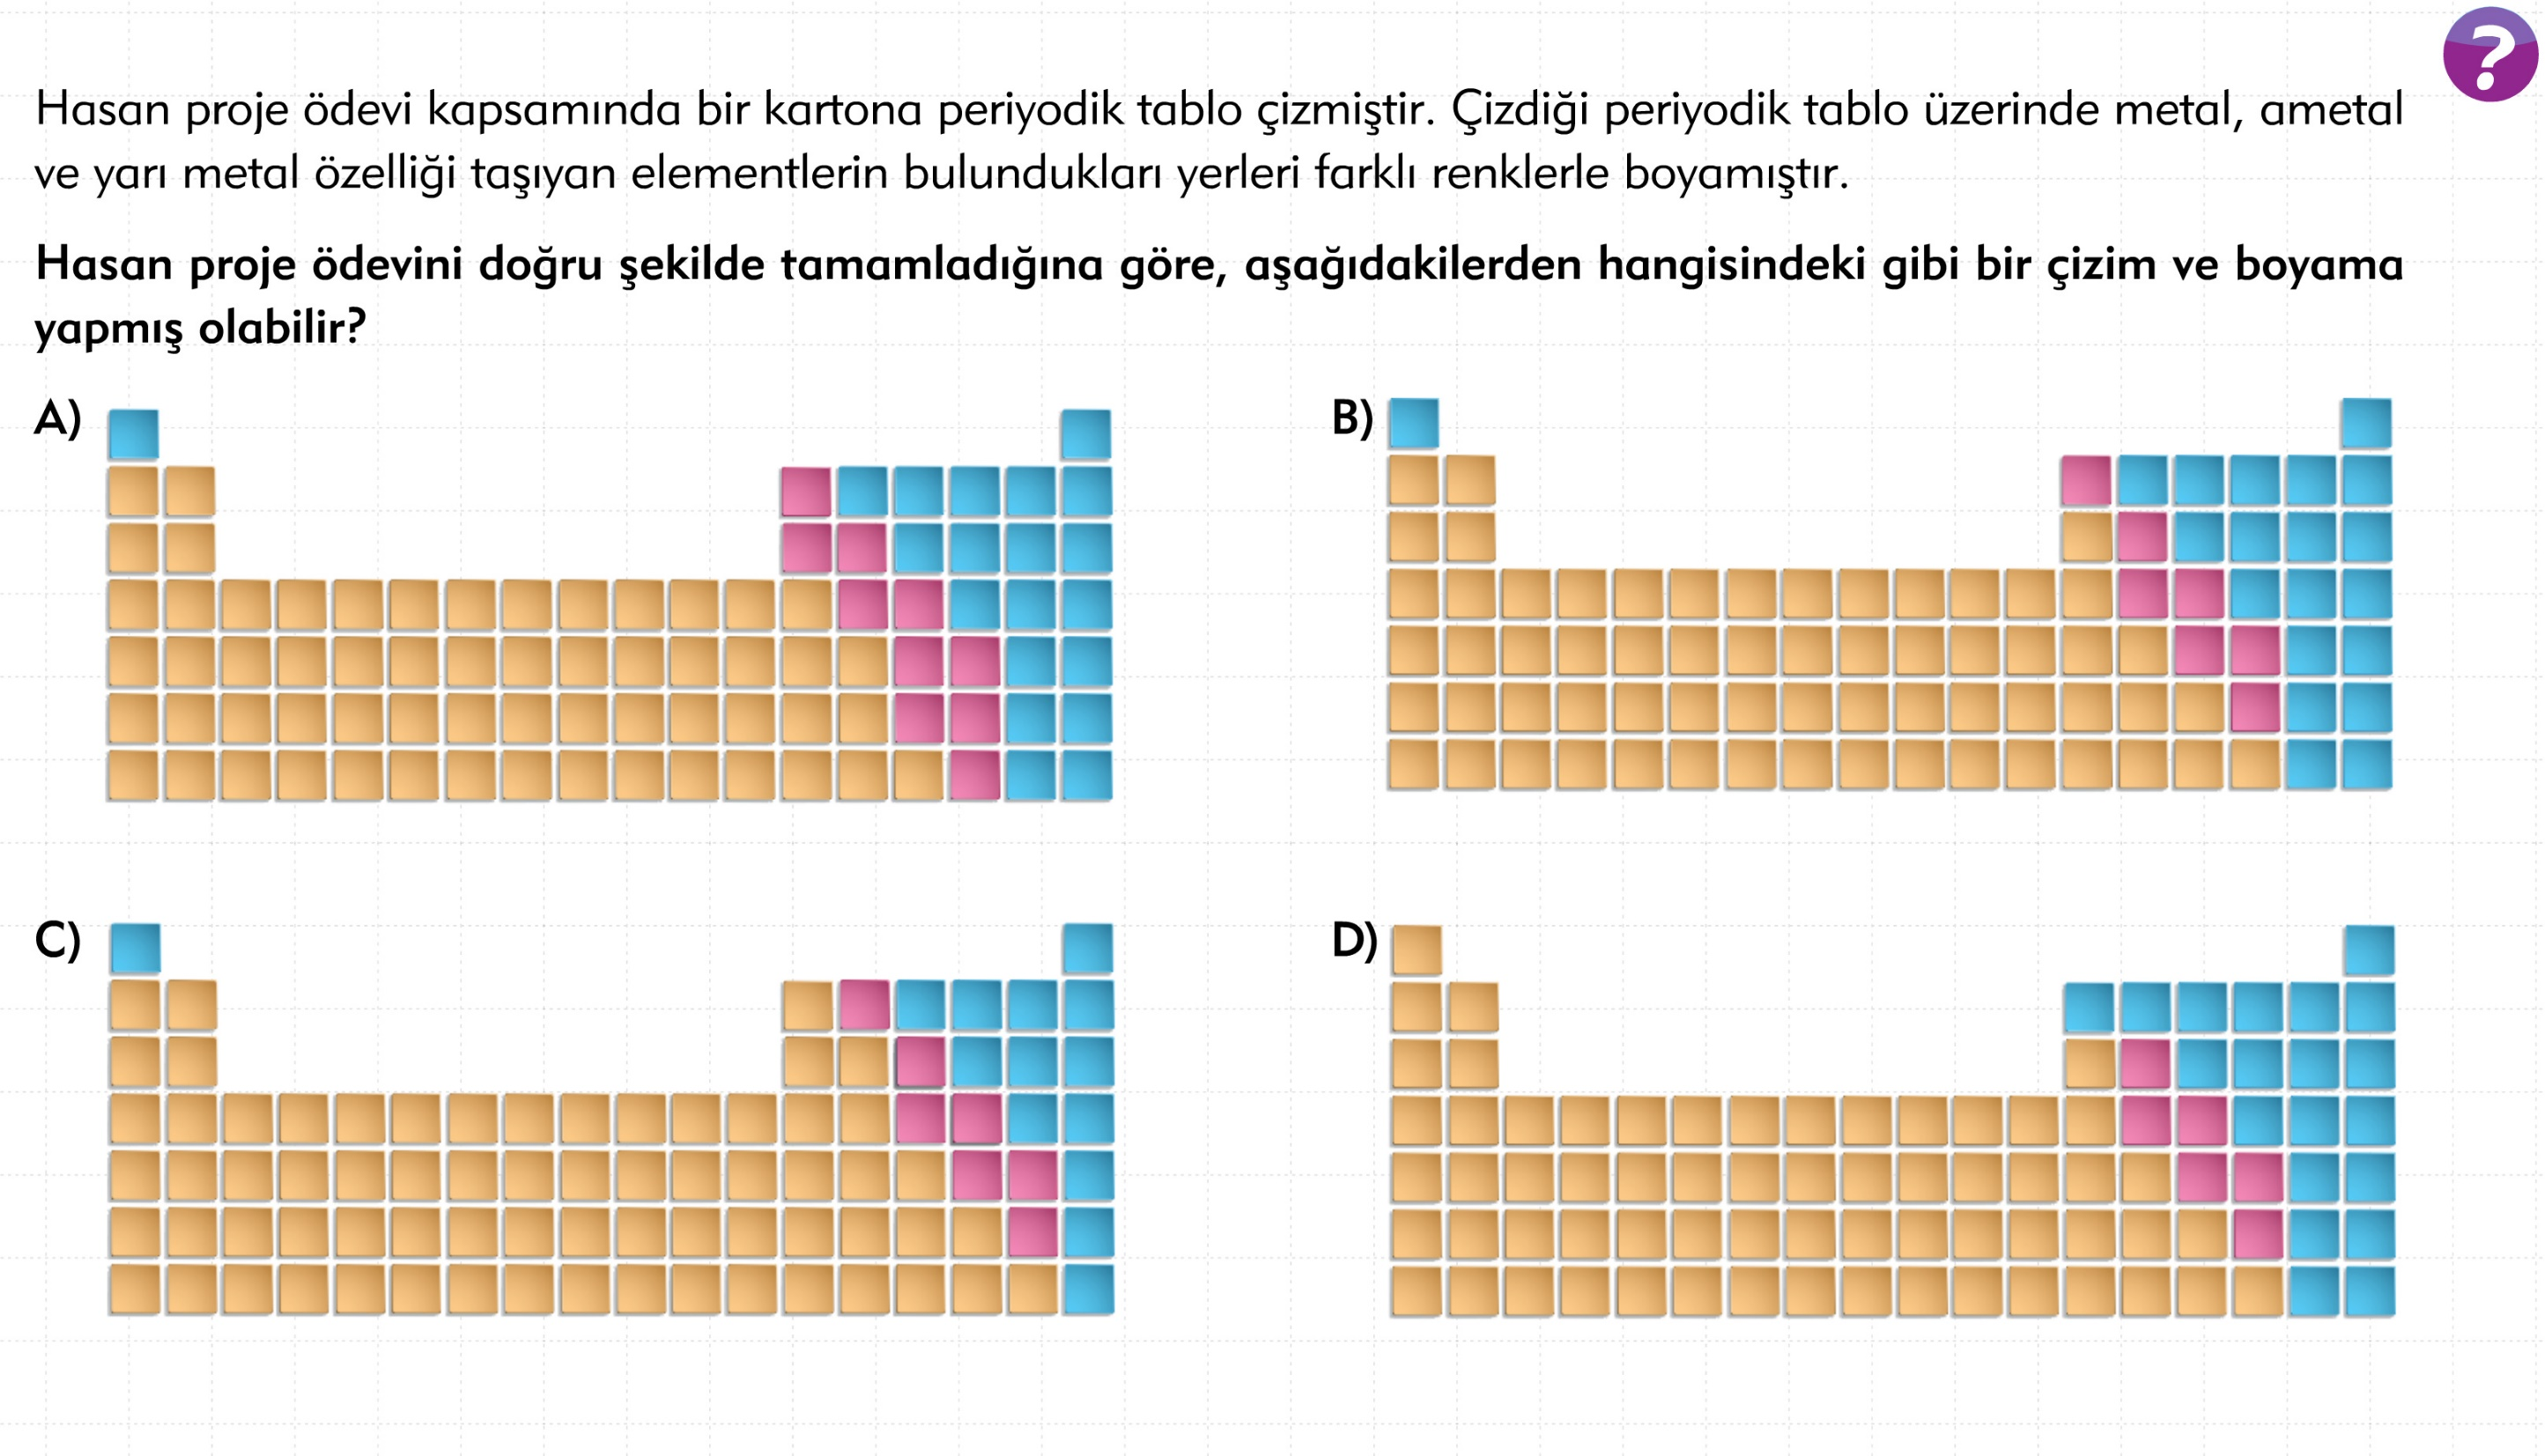 ?
Hasan proje ödevi kapsamında bir kartona periyodik tablo çizmiştir. Çizdiği periyodik tablo üzerinde metal, ametal
ve yarı metal özelliği taşıyan elementlerin bulundukları yerleri farklı renklerle boyamıştır.
Hasan proje ödevini doğru şekilde tamamladığına göre, aşağıdakilerden hangisindeki gibi bir çizim ve boyama
yapmış olabilir?
A)
B)
C)
D)